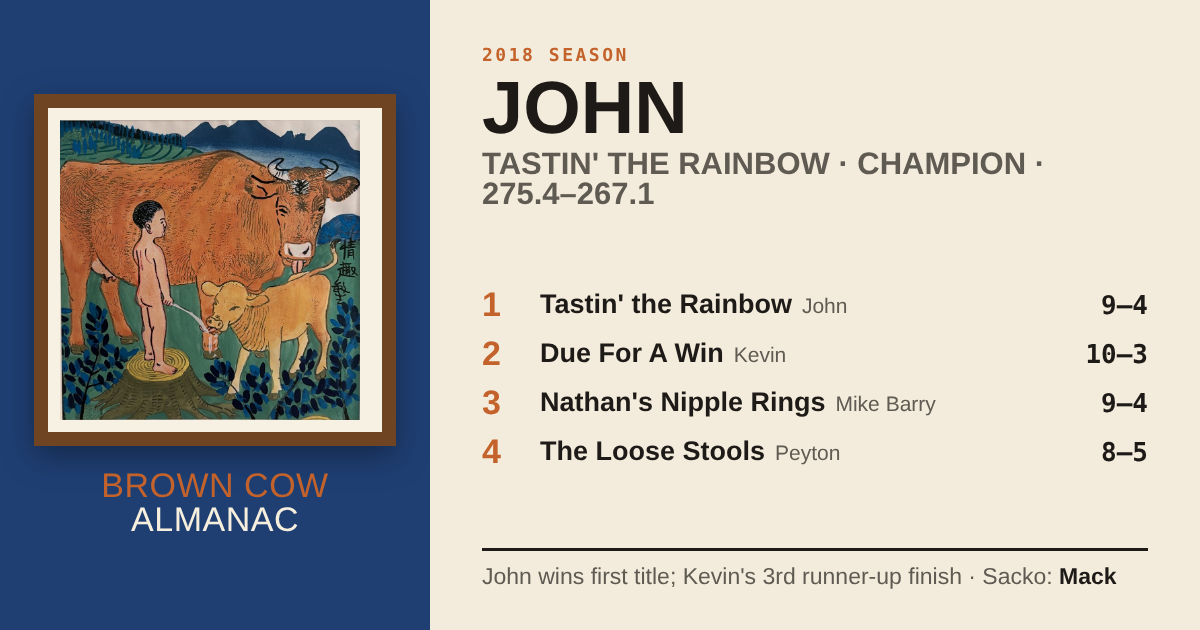 2018 SEASON
JOHN
TASTIN' THE RAINBOW · CHAMPION ·
275.4–267.1
情
趣
1 Tastin' the Rainbow John 9–4
2 Due For A Win Kevin 10–3
3 Nathan's Nipple Rings Mike Barry 9–4
4 The Loose Stools Peyton 8–5
BROWN COW
ALMANAC
John wins first title; Kevin's 3rd runner-up finish · Sacko: Mack